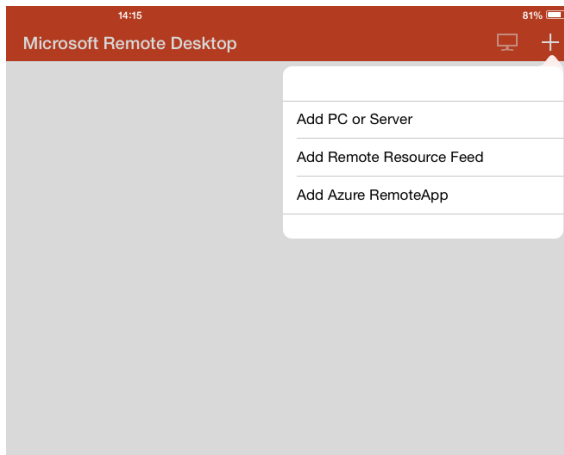 14:15
81%
Microsoft Remote Desktop
Add PC or Server
Add Remote Resource Feed
Add Azure RemoteApp